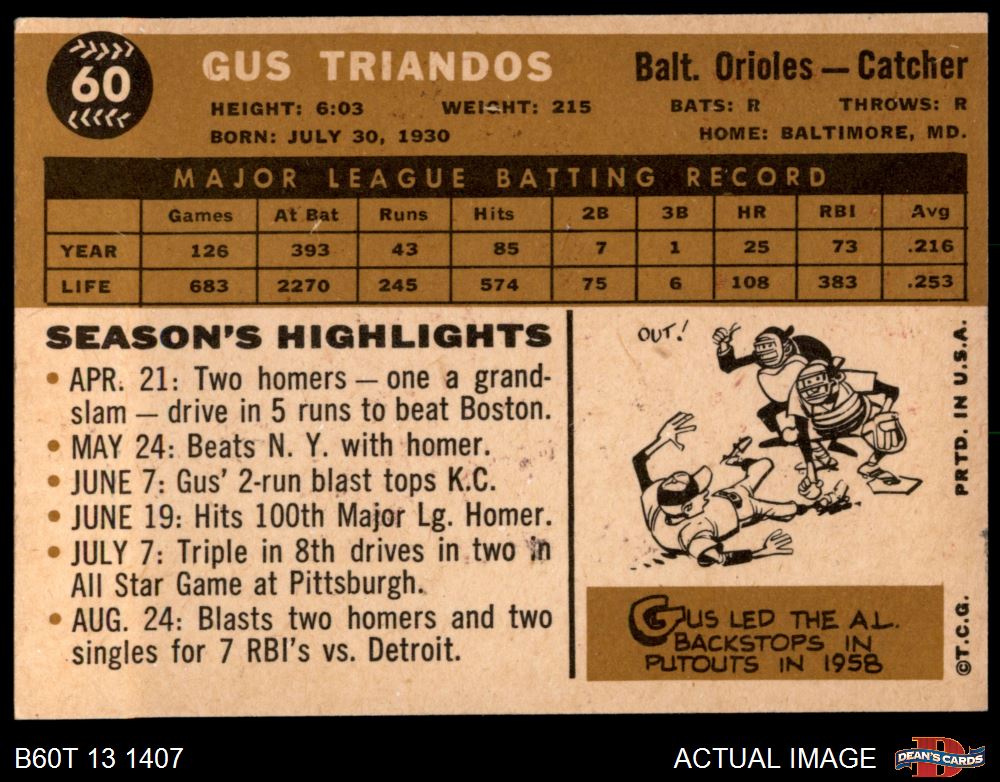 60
GUS TRIANDOS
Balt. Orioles — Catcher
HEIGHT: 6:03 WEIGHT: 215 BATS: R THROWS: R
BORN: JULY 30, 1930 HOME: BALTIMORE, MD.
MAJOR LEAGUE BATTING RECORD
Games At Bat Runs Hits 2B 3B HR RBI Avg
YEAR 126 393 43 85 7 1 25 73 .216
LIFE 683 2270 245 574 75 6 108 383 .253
SEASON'S HIGHLIGHTS
• APR. 21: Two homers — one a grand-
slam — drive in 5 runs to beat Boston.
• MAY 24: Beats N. Y. with homer.
• JUNE 7: Gus' 2-run blast tops K.C.
• JUNE 19: Hits 100th Major Lg. Homer.
• JULY 7: Triple in 8th drives in two in
All Star Game at Pittsburgh.
• AUG. 24: Blasts two homers and two
singles for 7 RBI's vs. Detroit.
OUT!
GUS LED THE A.L.
BACKSTOPS IN
PUTOUTS IN 1958
PRTD. IN U.S.A.
©T.C.G.
B60T 13 1407
ACTUAL IMAGE
D
DEAN'S CARDS